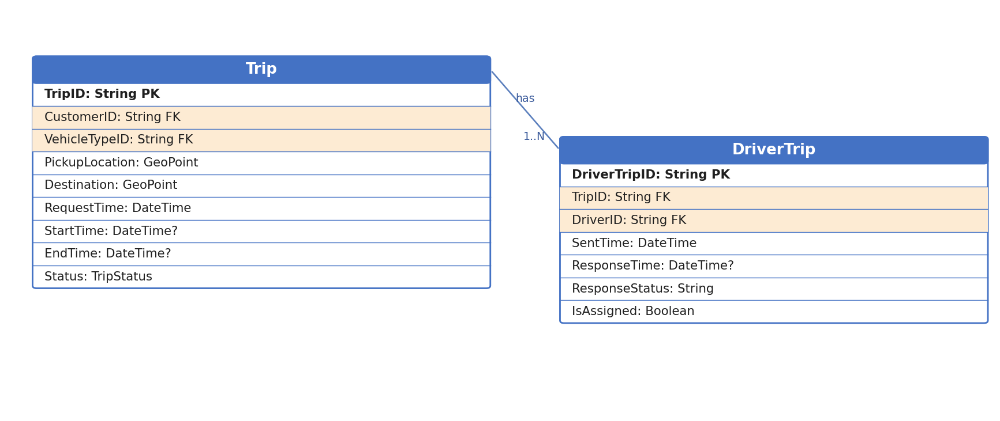 Trip
TripID: String PK
CustomerID: String FK
VehicleTypeID: String FK
PickupLocation: GeoPoint
Destination: GeoPoint
RequestTime: DateTime
StartTime: DateTime?
EndTime: DateTime?
Status: TripStatus
has
1..N
DriverTrip
DriverTripID: String PK
TripID: String FK
DriverID: String FK
SentTime: DateTime
ResponseTime: DateTime?
ResponseStatus: String
IsAssigned: Boolean